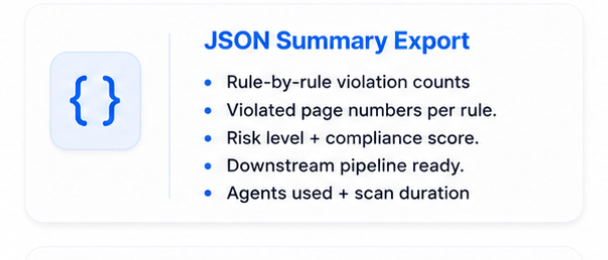 JSON Summary Export
{ }
• Rule-by-rule violation counts
• Violated page numbers per rule.
• Risk level + compliance score.
• Downstream pipeline ready.
• Agents used + scan duration